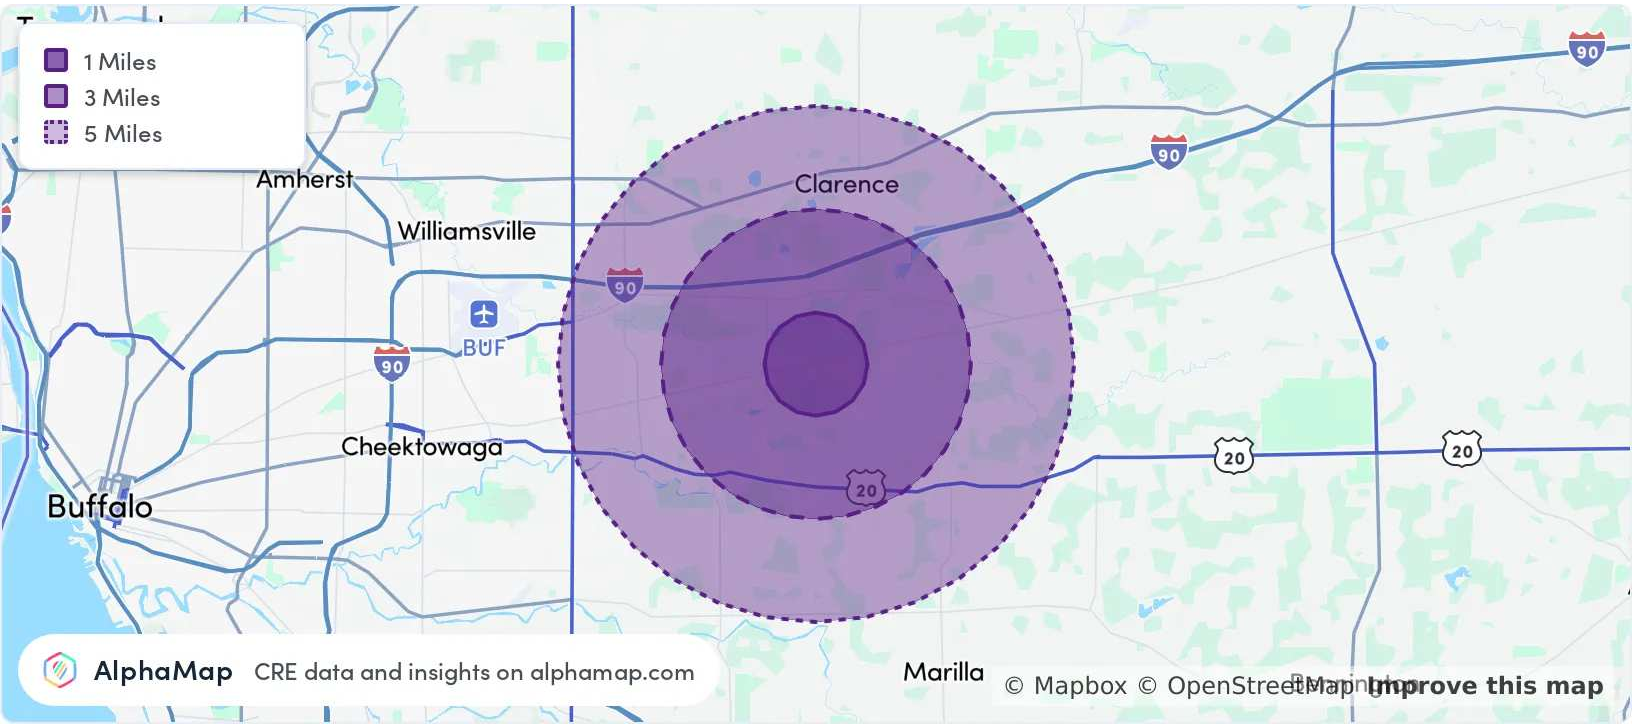 1 Miles
3 Miles
5 Miles
90
90
Amherst
Clarence
Williamsville
90
BUF
90
Cheektowaga
20
20
20
Buffalo
Marilla
AlphaMap CRE data and insights on alphamap.com
© Mapbox © OpenStreetMap Improve this map